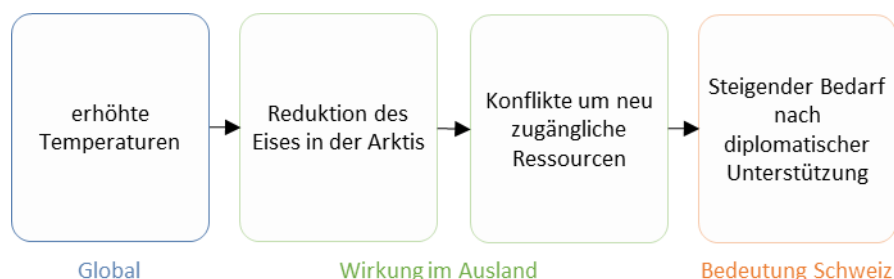 erhöhte
Temperaturen
Reduktion des
Eises in der Arktis
Konflikte um neu
zugängliche
Ressourcen
Steigender Bedarf
nach
diplomatischer
Unterstützung
Global
Wirkung im Ausland
Bedeutung Schweiz